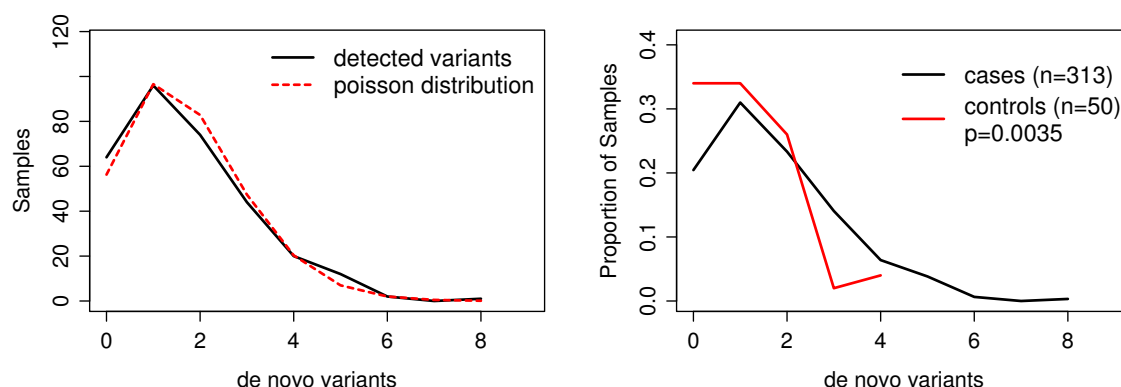 120
80
60
40
20
0
Samples
detected variants
poisson distribution
0 2 4 6 8
de novo variants
0.4
0.3
0.2
0.1
0.0
Proportion of Samples
cases (n=313)
controls (n=50)
p=0.0035
0 2 4 6 8
de novo variants